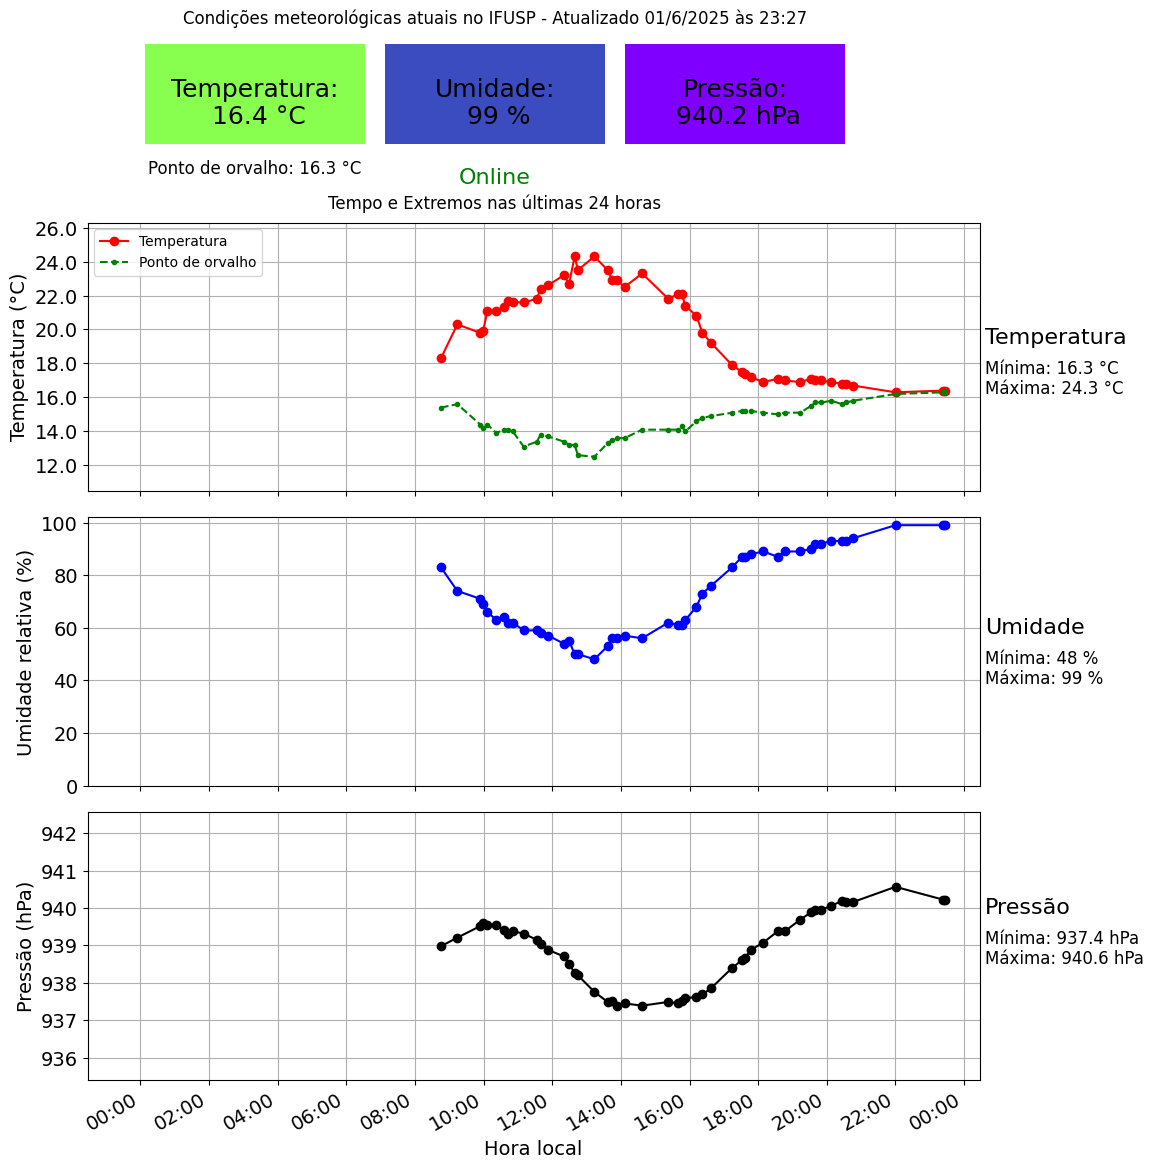 Condições meteorológicas atuais no IFUSP - Atualizado 01/6/2025 às 23:27
Temperatura:
16.4 °C
Umidade:
99 %
Pressão:
940.2 hPa
Ponto de orvalho: 16.3 °C
Online
Tempo e Extremos nas últimas 24 horas
Temperatura (°C)
26.0
24.0
22.0
20.0
18.0
16.0
14.0
12.0
Temperatura
Ponto de orvalho
Temperatura
Mínima: 16.3 °C
Máxima: 24.3 °C
Umidade relativa (%)
100
80
60
40
20
0
Umidade
Mínima: 48 %
Máxima: 99 %
Pressão (hPa)
942
941
940
939
938
937
936
Pressão
Mínima: 937.4 hPa
Máxima: 940.6 hPa
00:00 02:00 04:00 06:00 08:00 10:00 12:00 14:00 16:00 18:00 20:00 22:00 00:00
Hora local